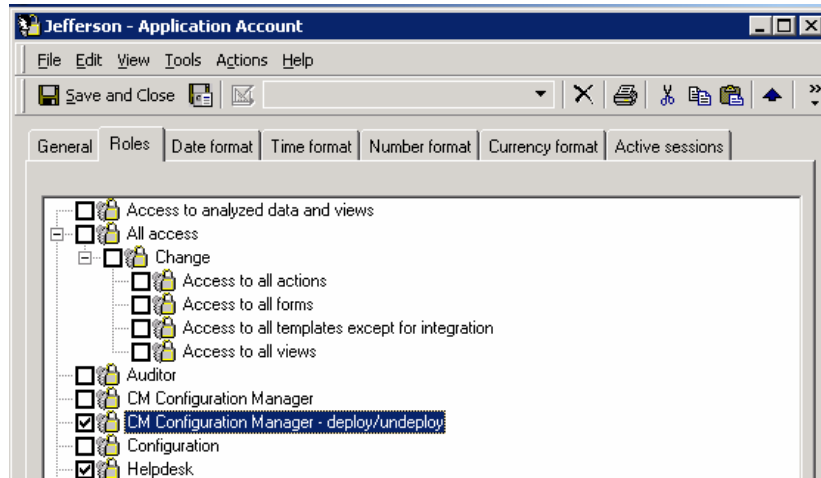 Jefferson - Application Account
File Edit View Tools Actions Help
Save and Close
General Roles Date format Time format Number format Currency format Active sessions
Access to analyzed data and views
All access
Change
Access to all actions
Access to all forms
Access to all templates except for integration
Access to all views
Auditor
CM Configuration Manager
CM Configuration Manager - deploy/undeploy
Configuration
Helpdesk